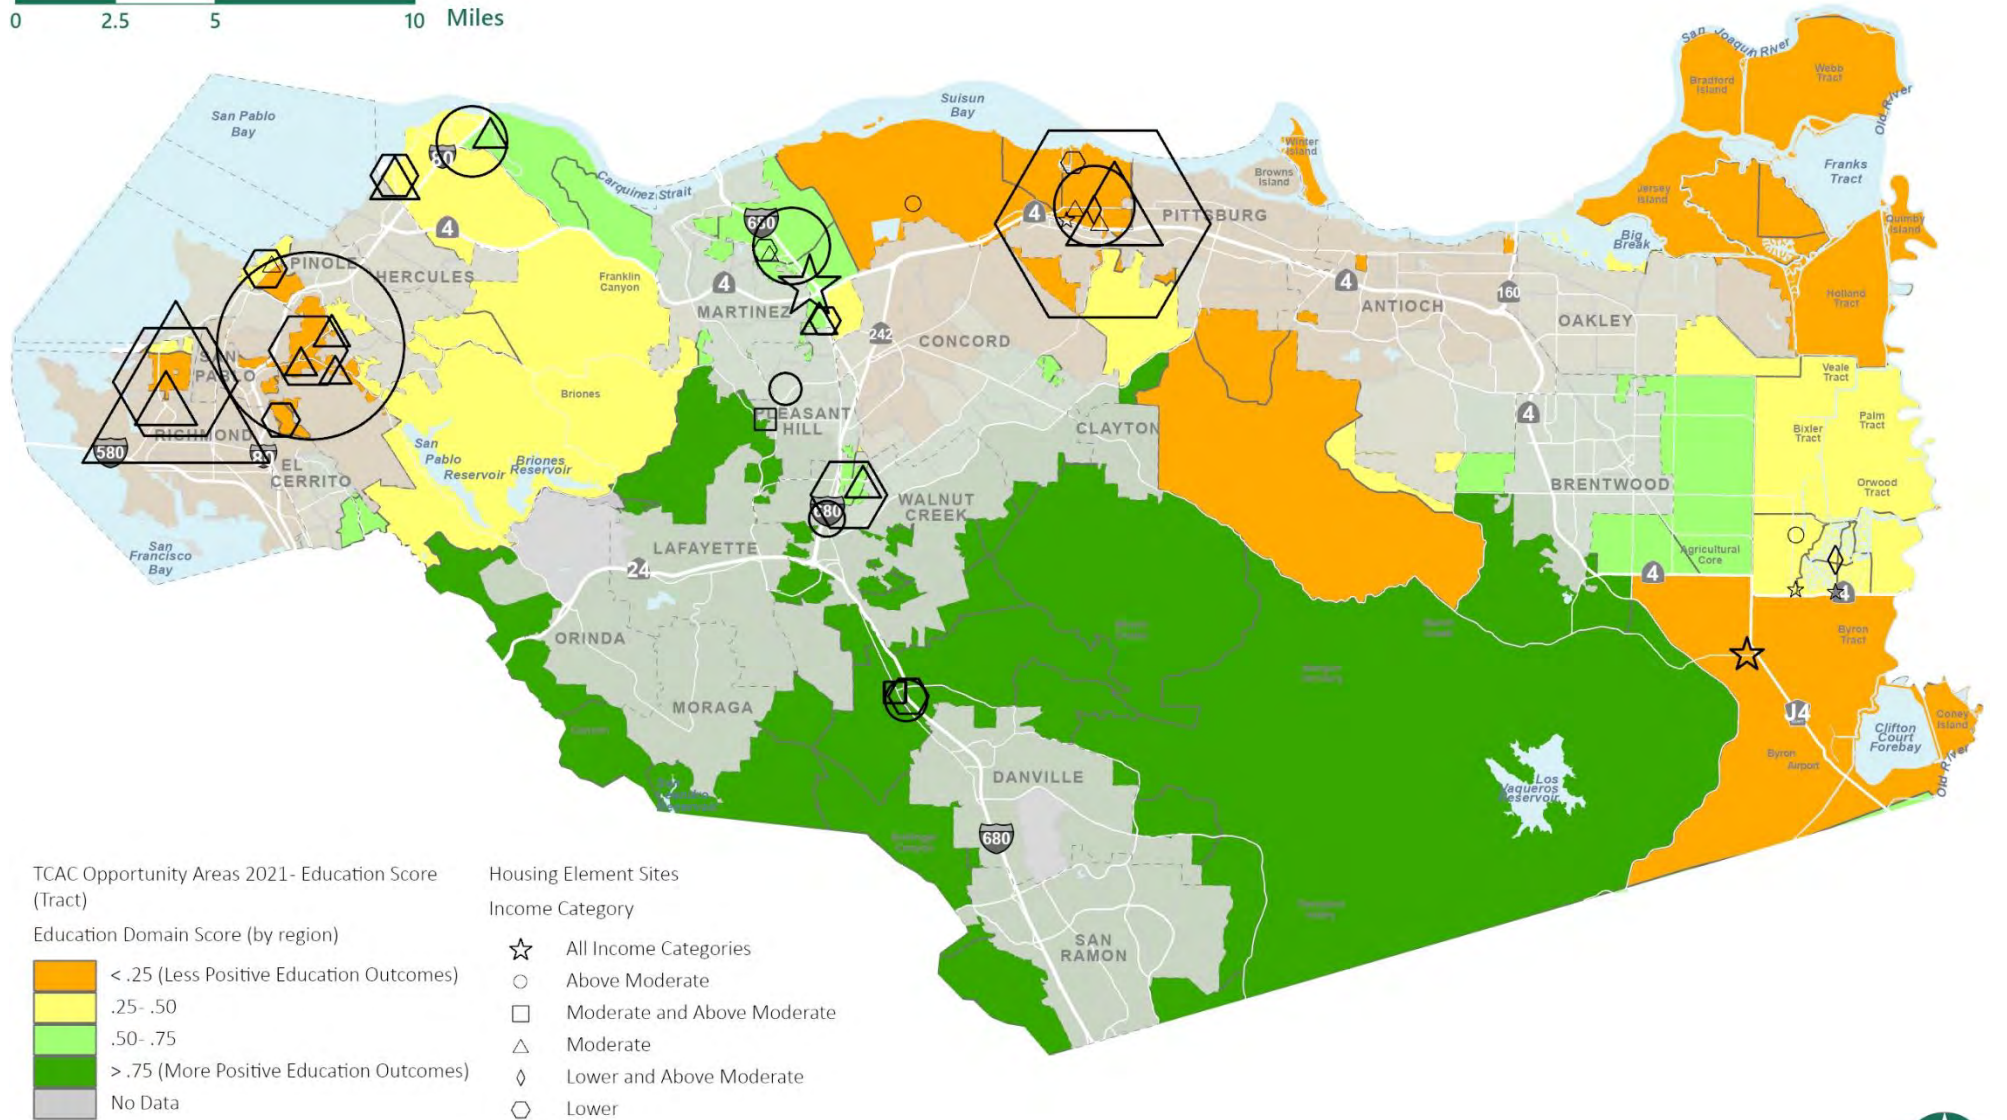 0 2.5 5 10 Miles
San Joaquin River
Bradford Island
Webb Tract
Old River
San Pablo Bay
Suisun Bay
Winter Island
Browns Island
Franks Tract
Carquinez Strait
Jersey Island
Quimby Island
Big Break
80
680
4
4
PITTSBURG
PINOLE
HERCULES
Franklin Canyon
4
MARTINEZ
4
ANTIOCH
160
OAKLEY
Holland Tract
242
CONCORD
SAN PABLO
Briones
PLEASANT HILL
CLAYTON
4
Veale Tract
Palm Tract
Bixler Tract
RICHMOND
580
80
EL CERRITO
San Pablo Reservoir
Briones Reservoir
WALNUT CREEK
680
BRENTWOOD
Orwood Tract
San Francisco Bay
LAFAYETTE
24
Agricultural Core
4
4
ORINDA
Byron Tract
MORAGA
J4
Clifton Court Forebay
Coney Island
Old River
Byron Airport
DANVILLE
Los Vaqueros Reservoir
680
SAN RAMON
TCAC Opportunity Areas 2021- Education Score
(Tract)
Education Domain Score (by region)
< .25 (Less Positive Education Outcomes)
.25- .50
.50- .75
> .75 (More Positive Education Outcomes)
No Data
Housing Element Sites
Income Category
All Income Categories
Above Moderate
Moderate and Above Moderate
Moderate
Lower and Above Moderate
Lower